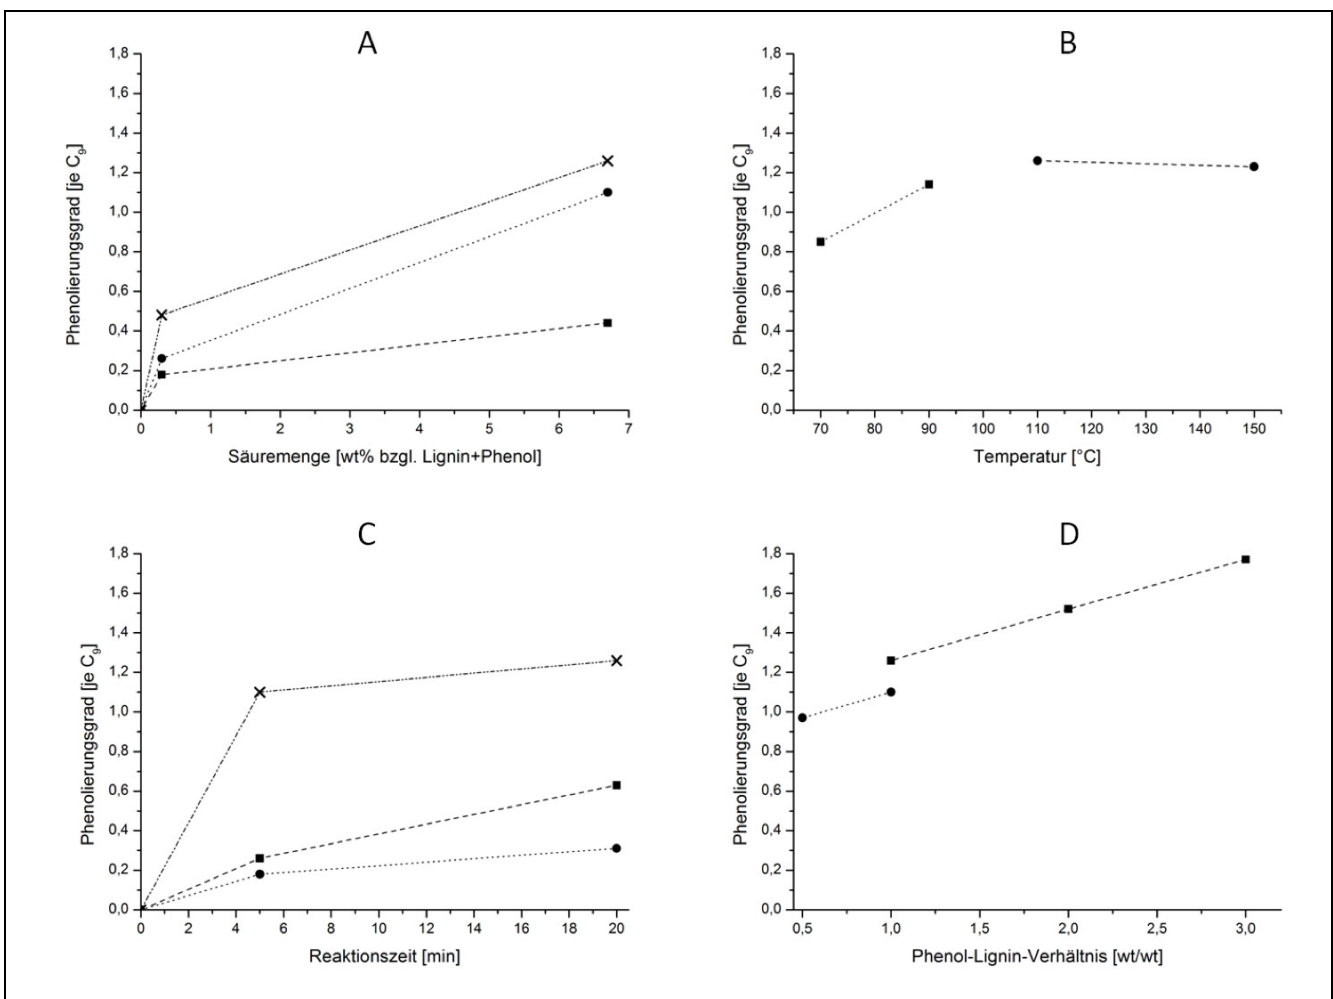 A
1,8
1,6
1,4
1,2
1,0
0,8
0,6
0,4
0,2
0,0
Phenolierungsgrad [je C₉]
0 1 2 3 4 5 6 7
Säuremenge [wt% bzgl. Lignin+Phenol]
B
1,8
1,6
1,4
1,2
1,0
0,8
0,6
0,4
0,2
0,0
Phenolierungsgrad [je C₉]
70 80 90 100 110 120 130 140 150
Temperatur [°C]
C
1,8
1,6
1,4
1,2
1,0
0,8
0,6
0,4
0,2
0,0
Phenolierungsgrad [je C₉]
0 2 4 6 8 10 12 14 16 18 20
Reaktionszeit [min]
D
1,8
1,6
1,4
1,2
1,0
0,8
0,6
0,4
0,2
0,0
Phenolierungsgrad [je C₉]
0,5 1,0 1,5 2,0 2,5 3,0
Phenol-Lignin-Verhältnis [wt/wt]